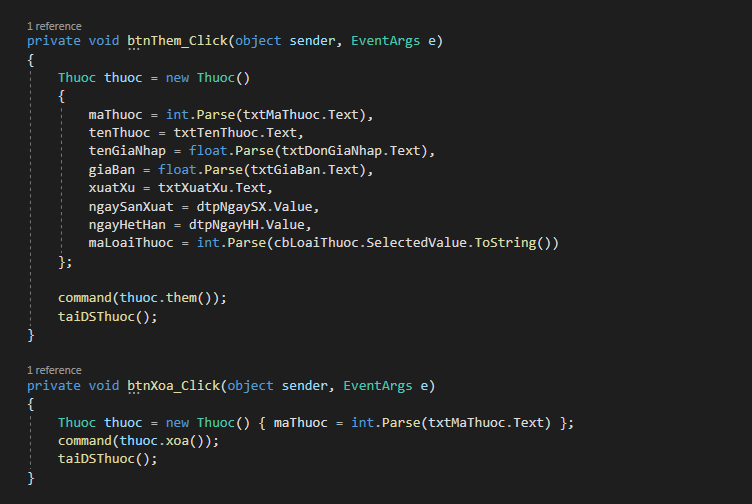 1 reference
private void btnThem_Click(object sender, EventArgs e)
{
Thuoc thuoc = new Thuoc()
{
maThuoc = int.Parse(txtMaThuoc.Text),
tenThuoc = txtTenThuoc.Text,
tenGiaNhap = float.Parse(txtDonGiaNhap.Text),
giaBan = float.Parse(txtGiaBan.Text),
xuatXu = txtXuatXu.Text,
ngaySanXuat = dtpNgaySX.Value,
ngayHetHan = dtpNgayHH.Value,
maLoaiThuoc = int.Parse(cbLoaiThuoc.SelectedValue.ToString())
};
command(thuoc.them());
taiDSThuoc();
}
1 reference
private void btnXoa_Click(object sender, EventArgs e)
{
Thuoc thuoc = new Thuoc() { maThuoc = int.Parse(txtMaThuoc.Text) };
command(thuoc.xoa());
taiDSThuoc();
}